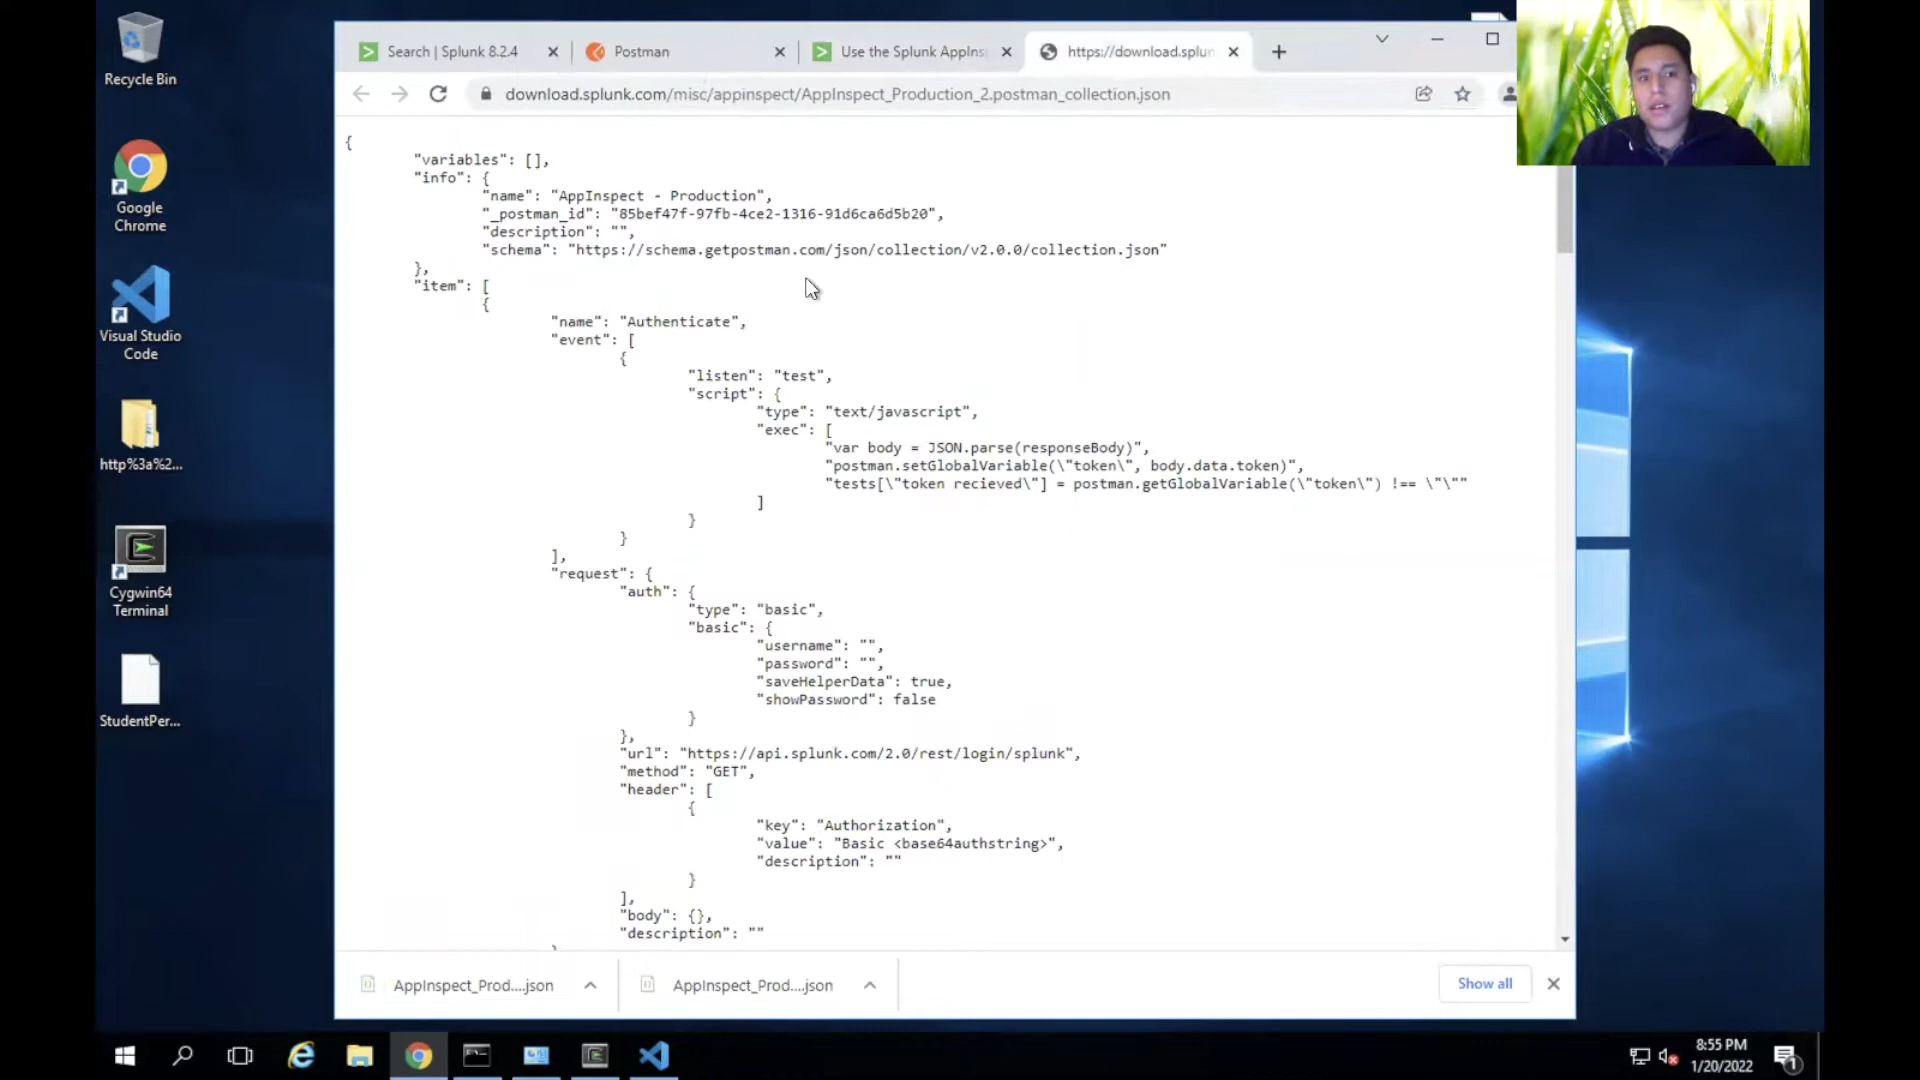 Recycle Bin
Google
Chrome
Visual Studio
Code
http%3a%2...
Cygwin64
Terminal
StudentPer...
Search | Splunk 8.2.4
Postman
Use the Splunk AppIns
https://download.splun
download.splunk.com/misc/appinspect/AppInspect_Production_2.postman_collection.json
{
"variables": [],
"info": {
"name": "AppInspect - Production",
"_postman_id": "85bef47f-97fb-4ce2-1316-91d6ca6d5b20",
"description": "",
"schema": "https://schema.getpostman.com/json/collection/v2.0.0/collection.json"
},
"item": [
{
"name": "Authenticate",
"event": [
{
"listen": "test",
"script": {
"type": "text/javascript",
"exec": [
"var body = JSON.parse(responseBody)",
"postman.setGlobalVariable(\"token\", body.data.token)",
"tests[\"token recieved\"] = postman.getGlobalVariable(\"token\") !== \"\""
]
}
}
],
"request": {
"auth": {
"type": "basic",
"basic": {
"username": "",
"password": "",
"saveHelperData": true,
"showPassword": false
}
},
"url": "https://api.splunk.com/2.0/rest/login/splunk",
"method": "GET",
"header": [
{
"key": "Authorization",
"value": "Basic <base64authstring>",
"description": ""
}
],
"body": {},
"description": ""
AppInspect_Prod....json
AppInspect_Prod....json
Show all
8:55 PM
1/20/2022
1